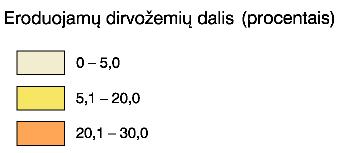 Eroduojamų dirvožemių dalis (procentais)
0 – 5,0
5,1 – 20,0
20,1 – 30,0